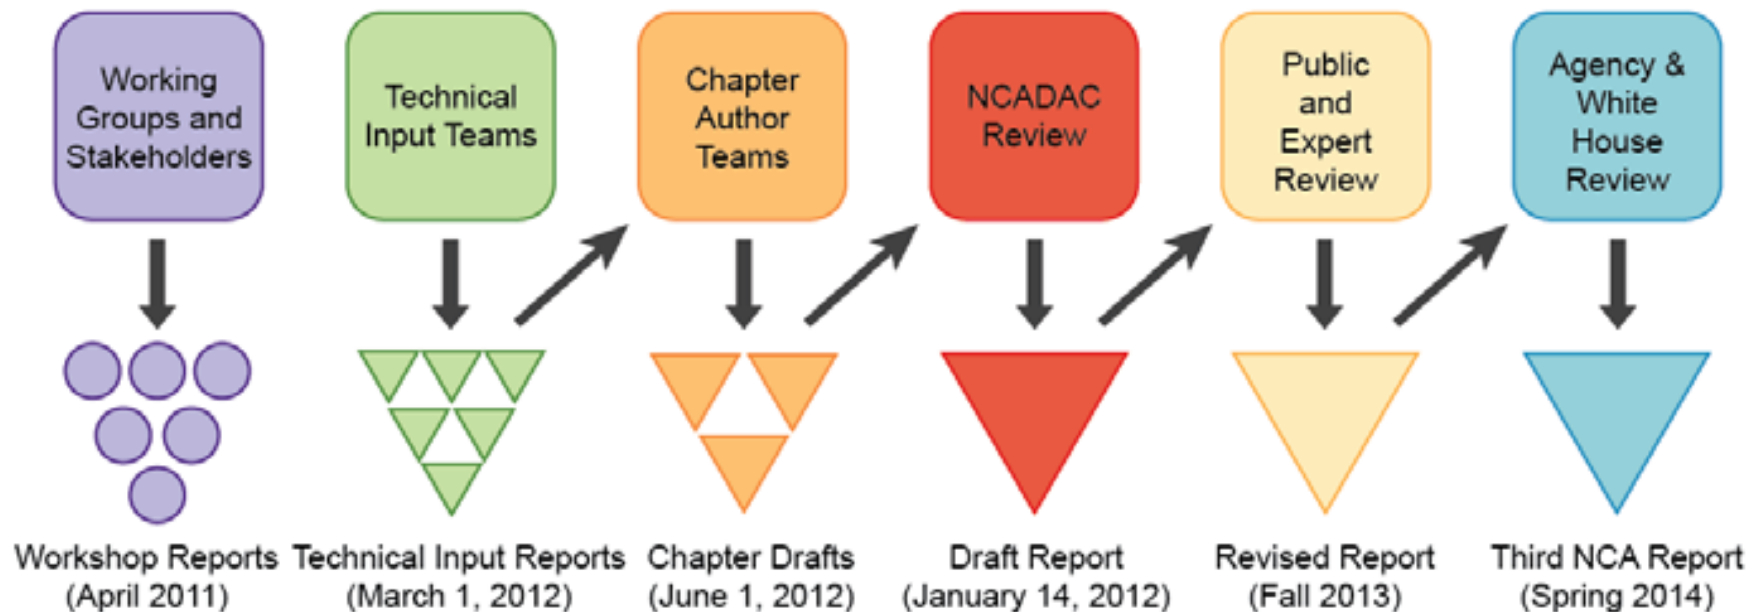 Working
Groups and
Stakeholders
Technical
Input Teams
Chapter
Author
Teams
NCADAC
Review
Public
and
Expert
Review
Agency &
White
House
Review
Workshop Reports
(April 2011)
Technical Input Reports
(March 1, 2012)
Chapter Drafts
(June 1, 2012)
Draft Report
(January 14, 2012)
Revised Report
(Fall 2013)
Third NCA Report
(Spring 2014)